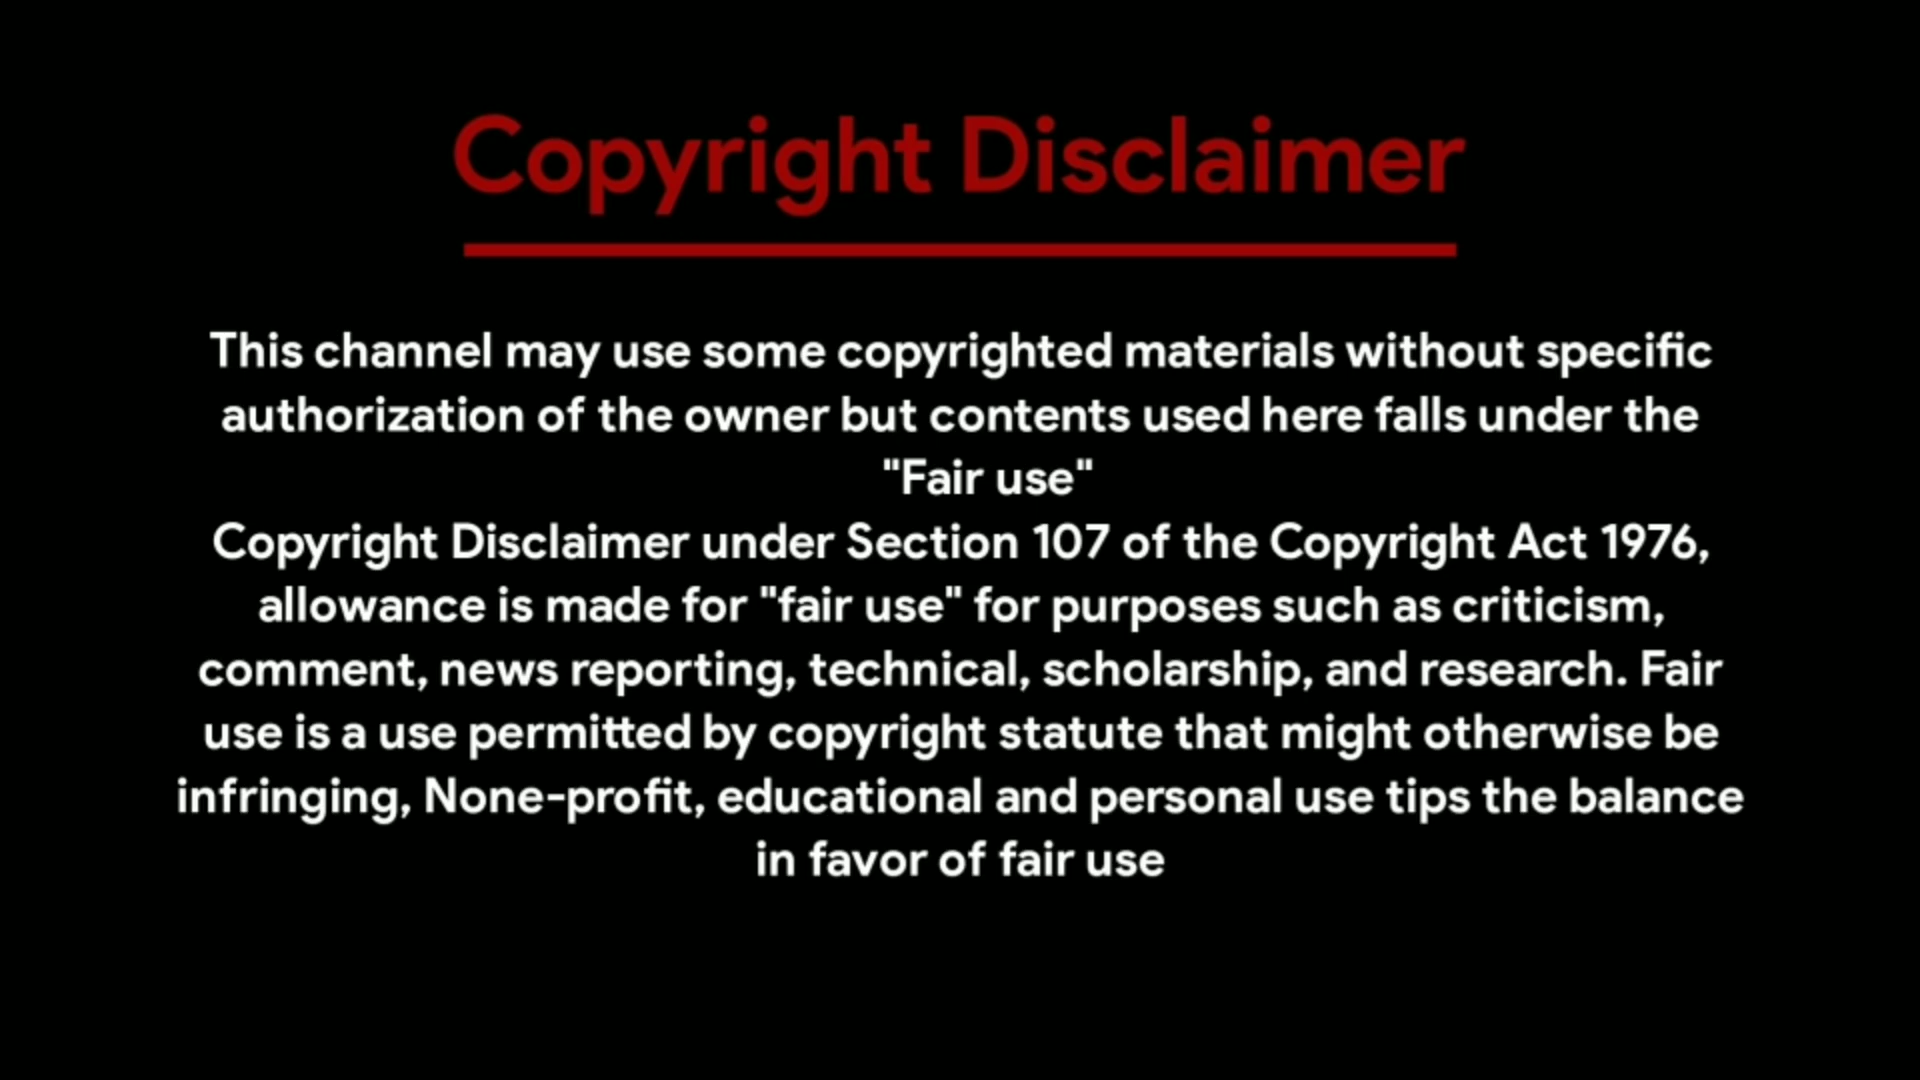 Copyright Disclaimer
This channel may use some copyrighted materials without specific
authorization of the owner but contents used here falls under the
"Fair use"
Copyright Disclaimer under Section 107 of the Copyright Act 1976,
allowance is made for "fair use" for purposes such as criticism,
comment, news reporting, technical, scholarship, and research. Fair
use is a use permitted by copyright statute that might otherwise be
infringing, None-profit, educational and personal use tips the balance
in favor of fair use